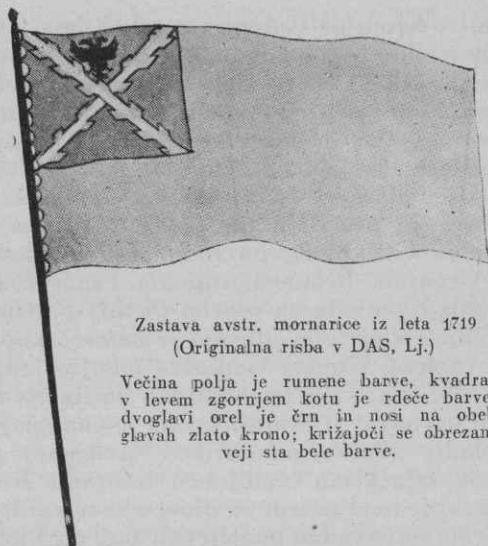 Zastava avstr. mornarice iz leta 1719
(Originalna risba v DAS, Lj.)
Večina polja je rumene barve, kvadra
v levem zgornjem kotu je rdeče barve
dvoglavi orel je črn in nosi na obe
glavah zlato krono; križajoči se obrezan
veji sta bele barve.